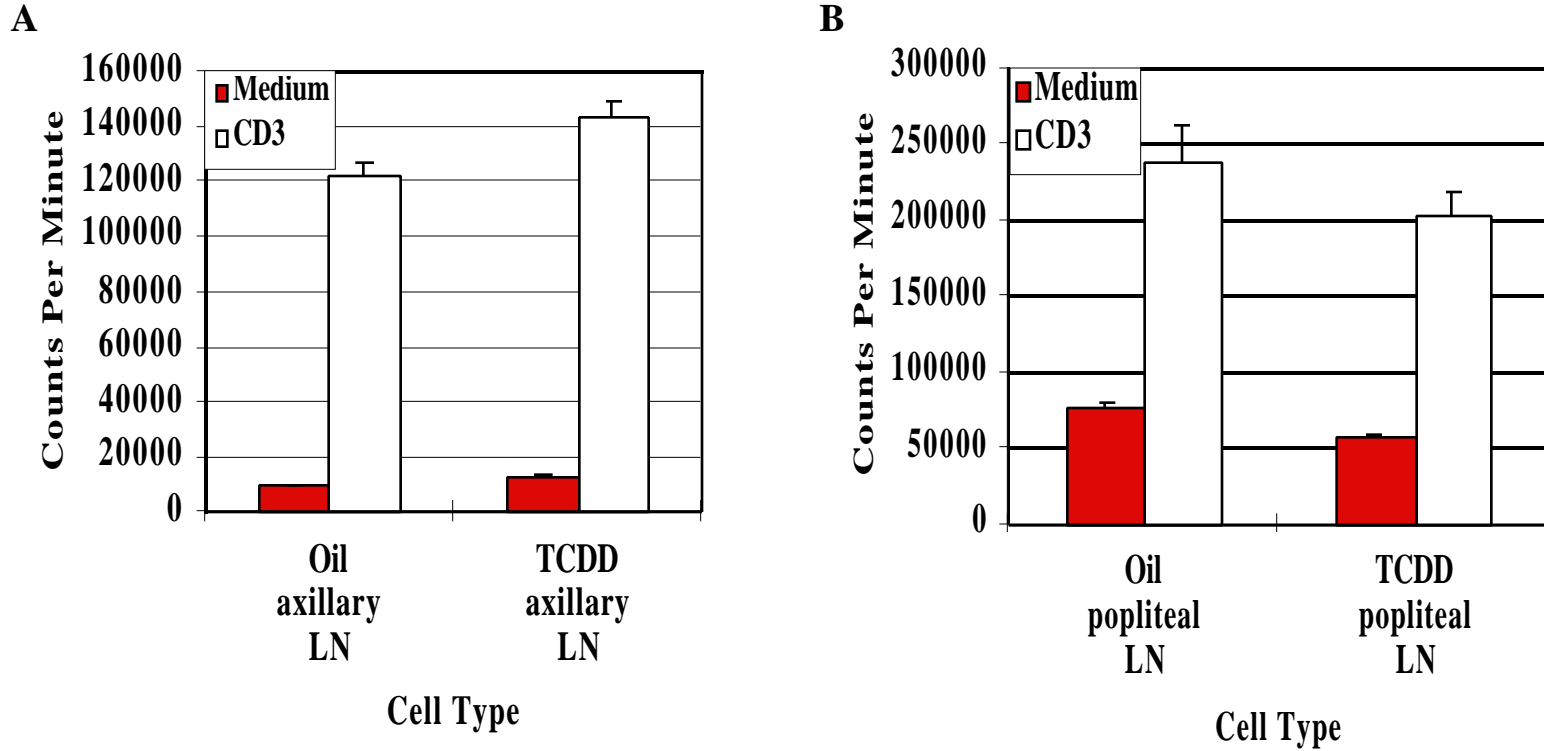 A
Counts Per Minute
160000
140000
120000
100000
80000
60000
40000
20000
0
Medium
CD3
Oil
axillary
LN
TCDD
axillary
LN
Cell Type
B
Counts Per Minute
300000
250000
200000
150000
100000
50000
0
Medium
CD3
Oil
popliteal
LN
TCDD
popliteal
LN
Cell Type